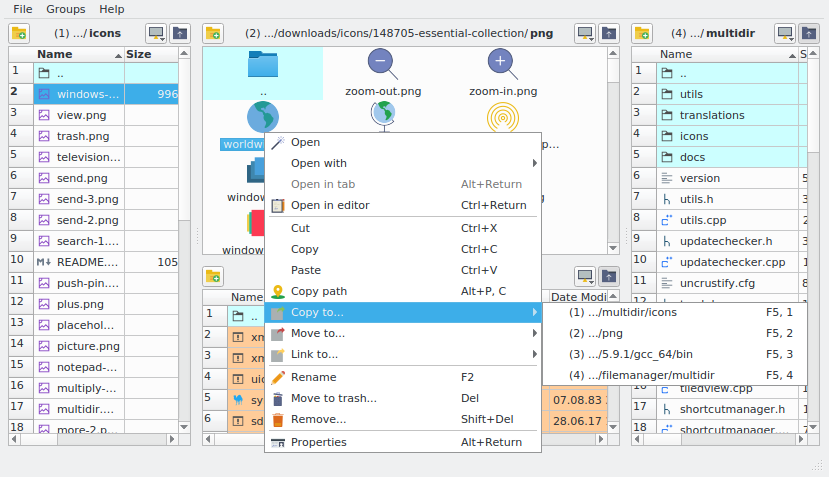 File Groups Help
(1) .../icons
Name Size
1 ..
2 windows-... 996
3 view.png
4 trash.png
5 television...
6 send.png
7 send-3.png
8 send-2.png
9 search-1....
10 README.... 105
11 push-pin....
12 plus.png
13 placehol...
14 picture.png
15 notepad-...
16 multiply-...
17 multidir....
18 more-2.p...
(2) .../downloads/icons/148705-essential-collection/png
..
zoom-out.png
zoom-in.png
worldw
window
window
Name
Date Modi
1 ..
2 xm
3 xm
4 uic
5 sy
07.08.83
6 sd
28.06.17
Open
Open with
Open in tab Alt+Return
Open in editor Ctrl+Return
Cut Ctrl+X
Copy Ctrl+C
Paste Ctrl+V
Copy path Alt+P, C
Copy to...
Move to...
Link to...
Rename F2
Move to trash... Del
Remove... Shift+Del
Properties Alt+Return
(1) .../multidir/icons F5, 1
(2) .../png F5, 2
(3) .../5.9.1/gcc_64/bin F5, 3
(4) .../filemanager/multidir F5, 4
(4) .../multidir
Name S
1 ..
2 utils
3 translations
4 icons
5 docs
6 version 5
7 utils.h 3
8 utils.cpp 2
9 updatechecker.h 3
10 updatechecker.cpp 1
11 uncrustify.cfg 8
16 tiledview.cpp
17 shortcutmanager.h 1
18 shortcutmanager....